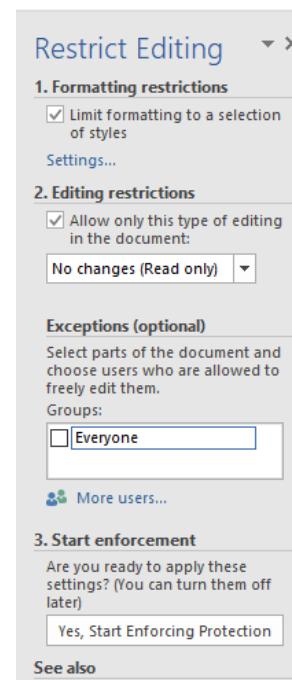 Restrict Editing
1. Formatting restrictions
Limit formatting to a selection
of styles
Settings...
2. Editing restrictions
Allow only this type of editing
in the document:
No changes (Read only)
Exceptions (optional)
Select parts of the document and
choose users who are allowed to
freely edit them.
Groups:
Everyone
More users...
3. Start enforcement
Are you ready to apply these
settings? (You can turn them off
later)
Yes, Start Enforcing Protection
See also